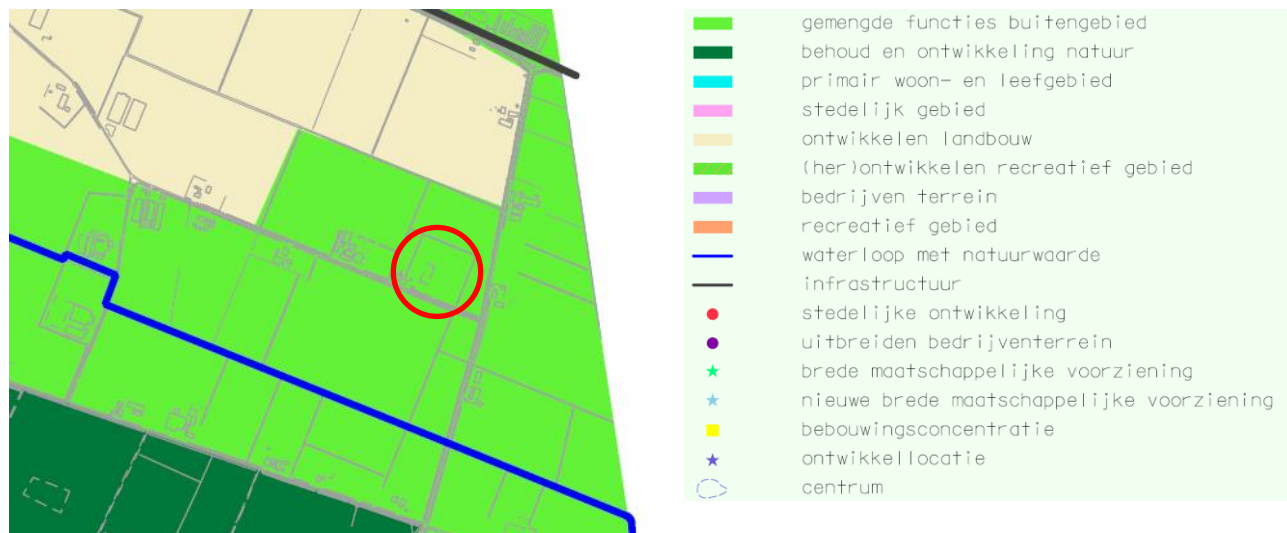 gemengde functies buitengebied
behoud en ontwikkeling natuur
primair woon- en leefgebied
stedelijk gebied
ontwikkelen landbouw
(her)ontwikkelen recreatief gebied
bedrijven terrein
recreatief gebied
waterloop met natuurwaarde
infrastructuur
stedelijke ontwikkeling
uitbreiden bedrijventerrein
brede maatschappelijke voorziening
nieuwe brede maatschappelijke voorziening
bebouwingsconcentratie
ontwikkellocatie
centrum